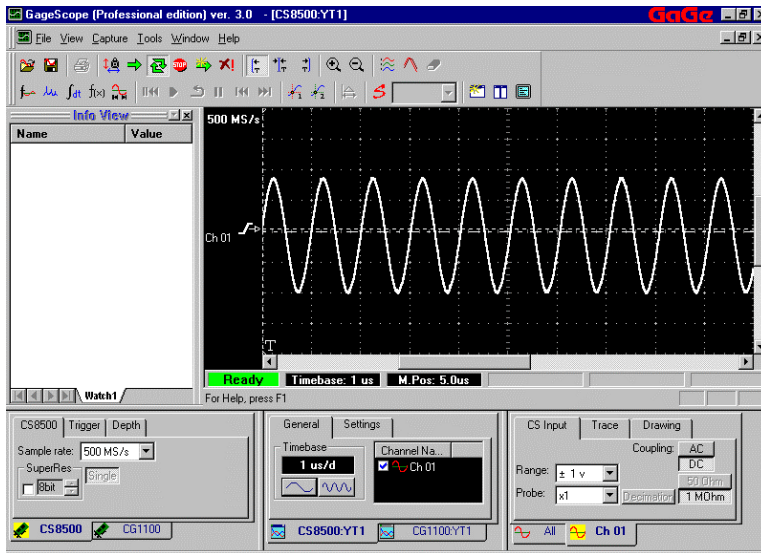 GageScope (Professional edition) ver. 3.0 - [CS8500:YT1]
GaGe
File View Capture Tools Window Help
STOP
f(x)
Info View
Name Value
500 MS/s
Ch 01
T
Watch1
Ready Timebase: 1 us M.Pos: 5.0us
For Help, press F1
CS8500 Trigger Depth
Sample rate: 500 MS/s
SuperRes
8bit
Single
CS8500 CG1100
General Settings
Timebase
1 us/d
Channel Na...
Ch 01
CS8500:YT1 CG1100:YT1
CS Input Trace Drawing
Coupling: AC
DC
Range: ± 1 v
50 Ohm
Probe: x1
Decimation 1 MOhm
All Ch 01